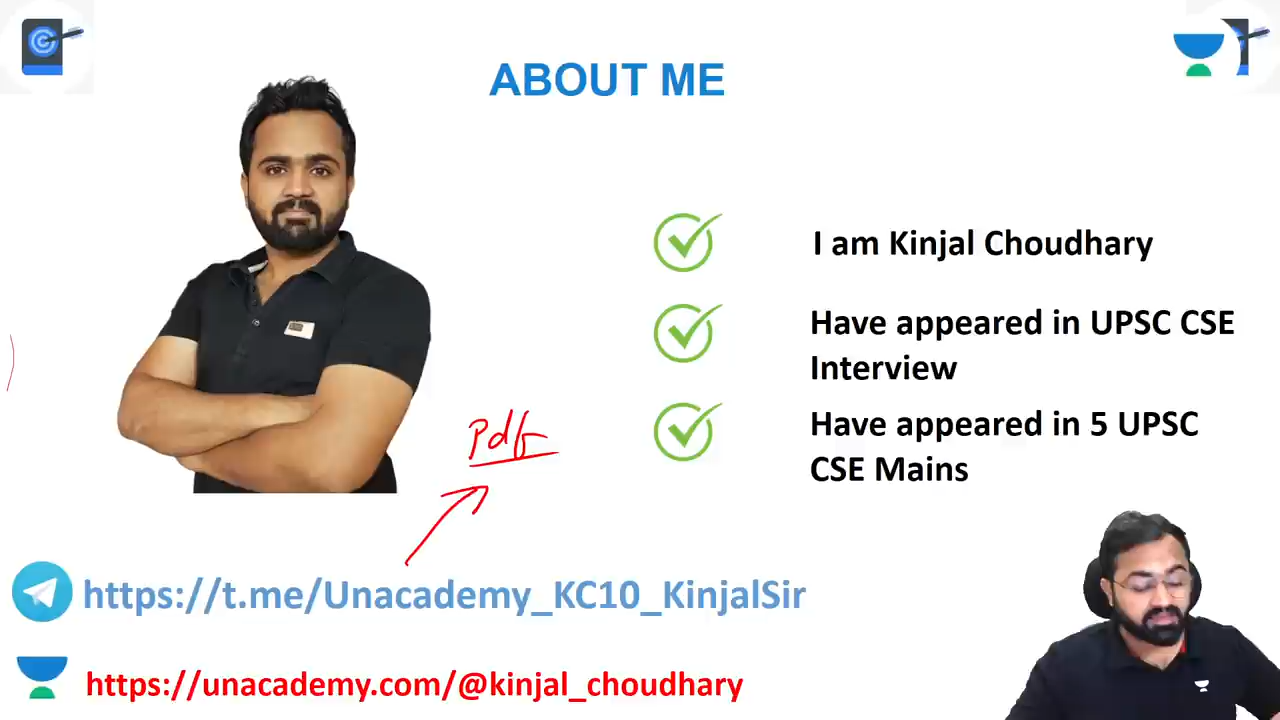 ABOUT ME
I am Kinjal Choudhary
Have appeared in UPSC CSE
Interview
Have appeared in 5 UPSC
CSE Mains
Pdf
https://t.me/Unacademy_KC10_KinjalSir
https://unacademy.com/@kinjal_choudhary